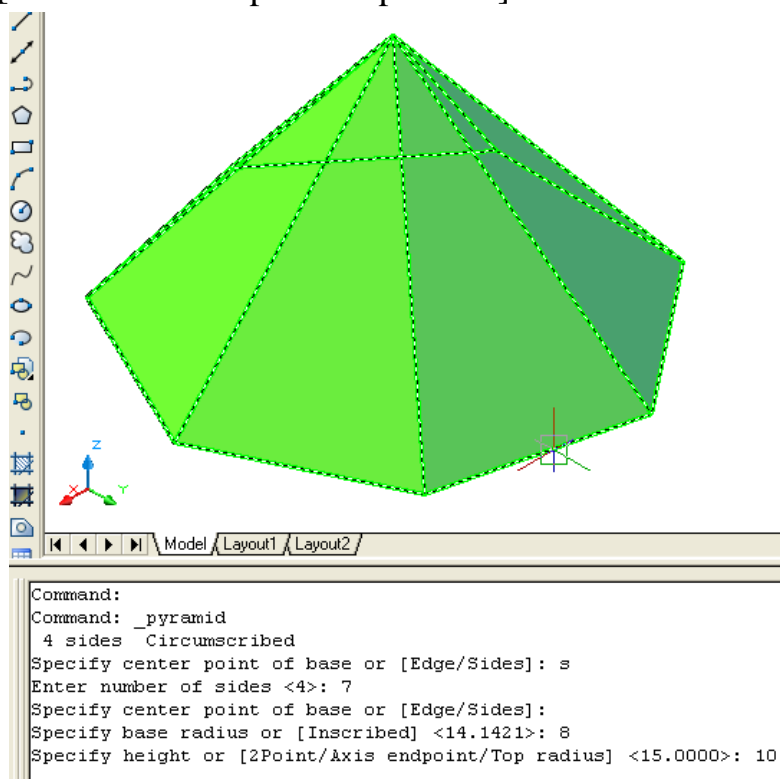 Z
X Y
Model Layout1 Layout2
Command:
Command: _pyramid
4 sides Circumscribed
Specify center point of base or [Edge/Sides]: s
Enter number of sides <4>: 7
Specify center point of base or [Edge/Sides]:
Specify base radius or [Inscribed] <14.1421>: 8
Specify height or [2Point/Axis endpoint/Top radius] <15.0000>: 10